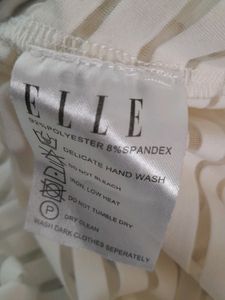 ELLE
92%POLYESTER 8%SPANDEX
DELICATE HAND WASH
DO NOT BLEACH
IRON, LOW HEAT
DO NOT TUMBLE DRY
DRY CLEAN
WASH DARK CLOTHES SEPERATELY